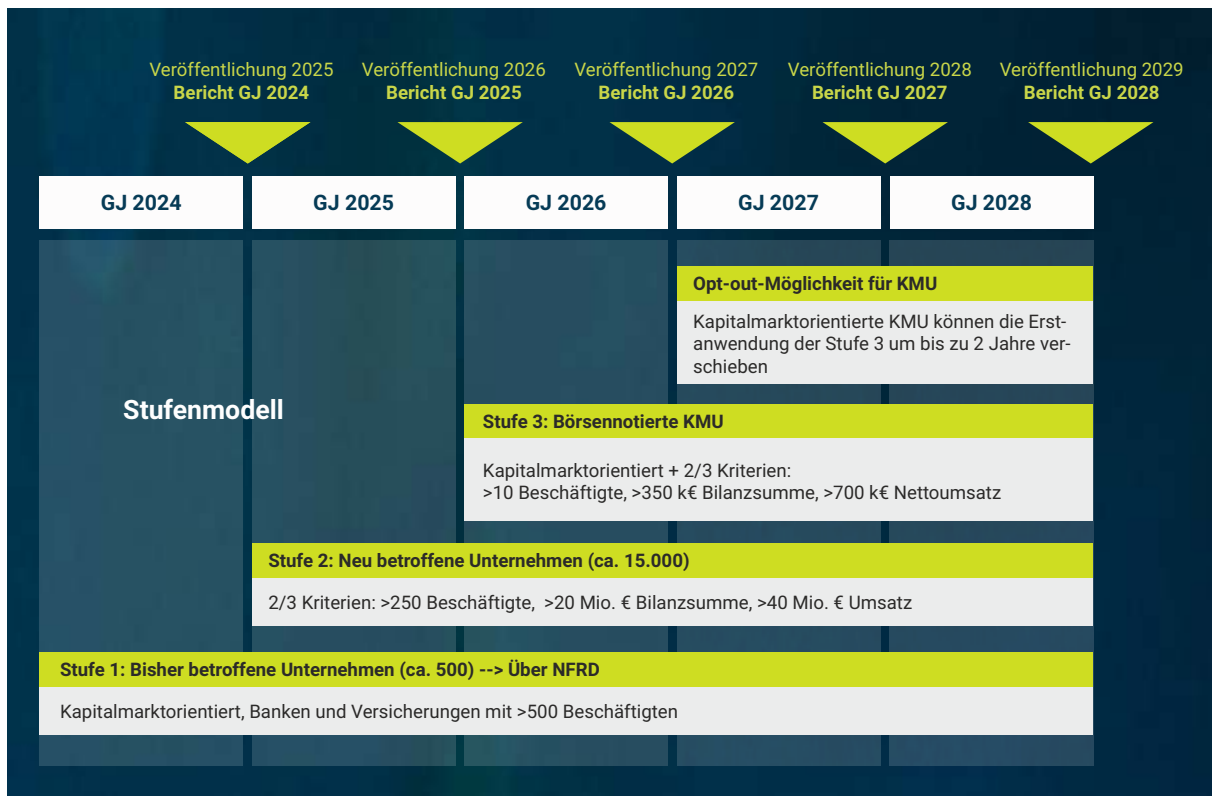 Veröffentlichung 2025
Bericht GJ 2024
Veröffentlichung 2026
Bericht GJ 2025
Veröffentlichung 2027
Bericht GJ 2026
Veröffentlichung 2028
Bericht GJ 2027
Veröffentlichung 2029
Bericht GJ 2028
GJ 2024
GJ 2025
GJ 2026
GJ 2027
GJ 2028
Opt-out-Möglichkeit für KMU
Kapitalmarktorientierte KMU können die Erst-
anwendung der Stufe 3 um bis zu 2 Jahre ver-
schieben
Stufenmodell
Stufe 3: Börsennotierte KMU
Kapitalmarktorientiert + 2/3 Kriterien:
>10 Beschäftigte, >350 k€ Bilanzsumme, >700 k€ Nettoumsatz
Stufe 2: Neu betroffene Unternehmen (ca. 15.000)
2/3 Kriterien: >250 Beschäftigte, >20 Mio. € Bilanzsumme, >40 Mio. € Umsatz
Stufe 1: Bisher betroffene Unternehmen (ca. 500) --> Über NFRD
Kapitalmarktorientiert, Banken und Versicherungen mit >500 Beschäftigten